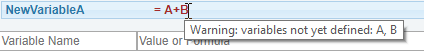 NewVariableA = A+B
Warning: variables not yet defined: A, B
Variable Name Value or Formula